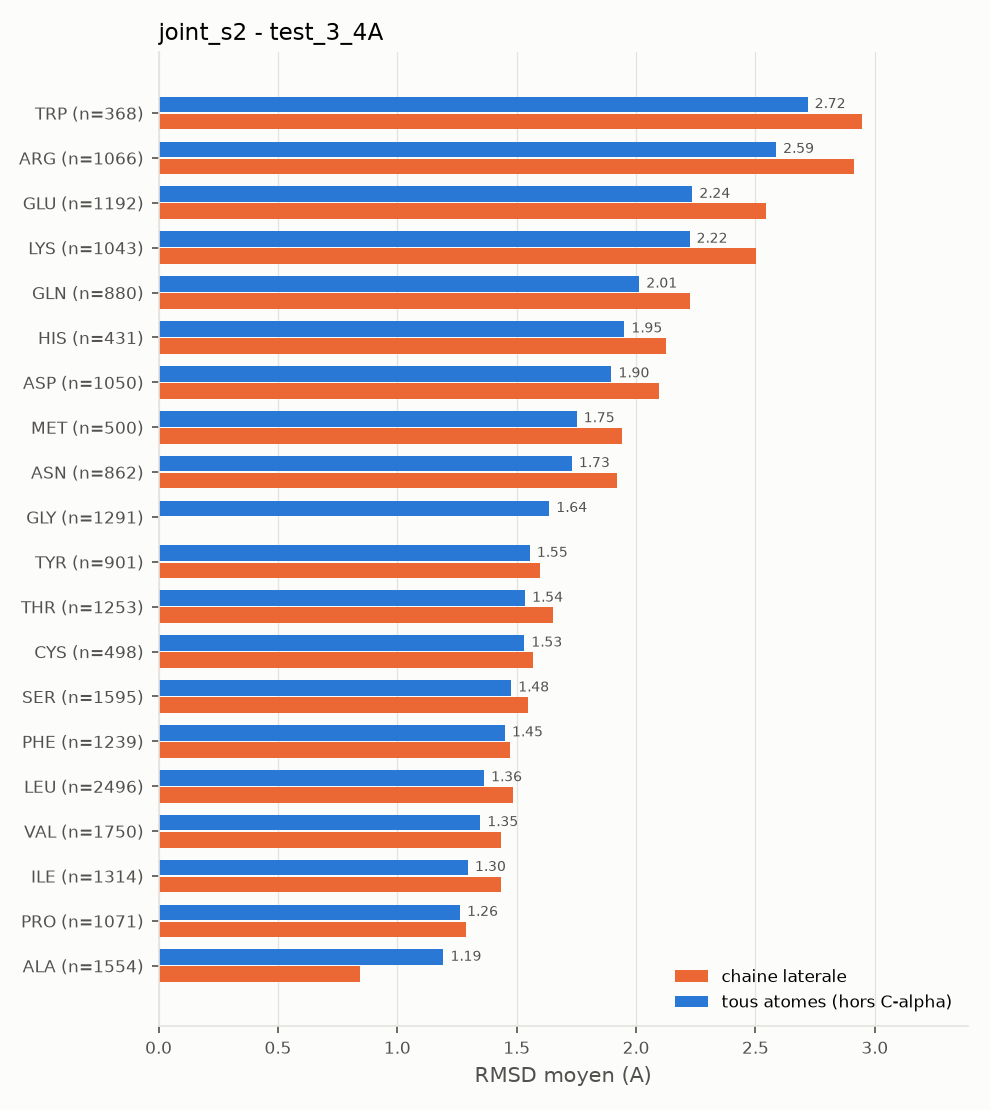 joint_s2 - test_3_4A
TRP (n=368) 2.72
ARG (n=1066) 2.59
GLU (n=1192) 2.24
LYS (n=1043) 2.22
GLN (n=880) 2.01
HIS (n=431) 1.95
ASP (n=1050) 1.90
MET (n=500) 1.75
ASN (n=862) 1.73
GLY (n=1291) 1.64
TYR (n=901) 1.55
THR (n=1253) 1.54
CYS (n=498) 1.53
SER (n=1595) 1.48
PHE (n=1239) 1.45
LEU (n=2496) 1.36
VAL (n=1750) 1.35
ILE (n=1314) 1.30
PRO (n=1071) 1.26
ALA (n=1554) 1.19
chaine laterale
tous atomes (hors C-alpha)
0.0 0.5 1.0 1.5 2.0 2.5 3.0
RMSD moyen (A)